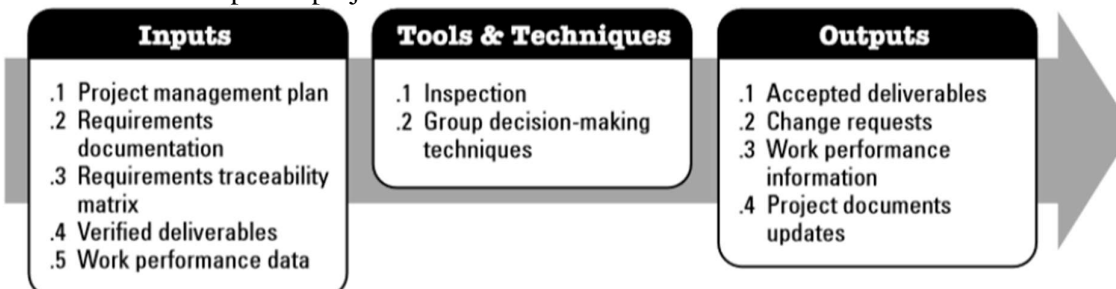 Inputs
.1 Project management plan
.2 Requirements
documentation
.3 Requirements traceability
matrix
.4 Verified deliverables
.5 Work performance data
Tools & Techniques
.1 Inspection
.2 Group decision-making
techniques
Outputs
.1 Accepted deliverables
.2 Change requests
.3 Work performance
information
.4 Project documents
updates